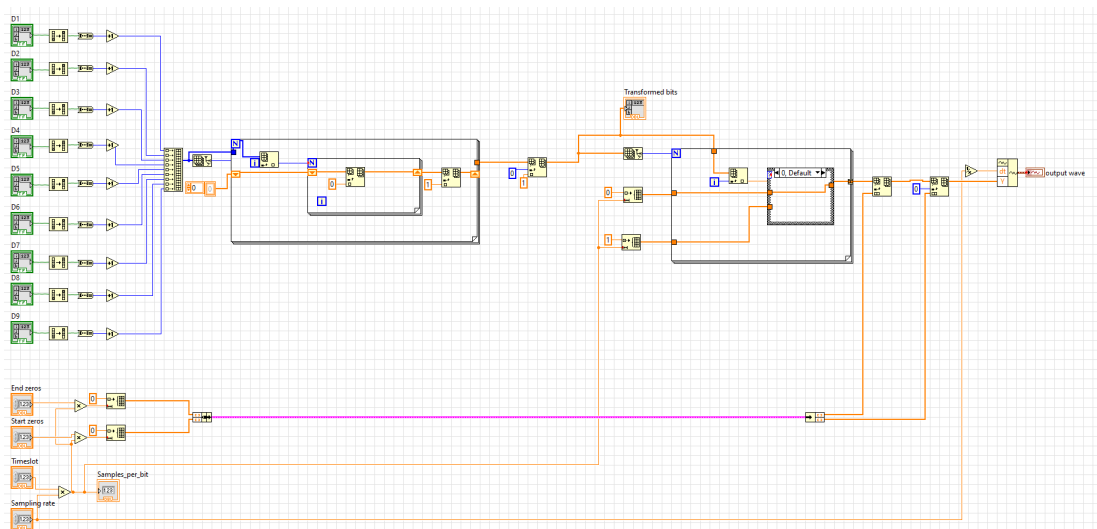 D1
D2
D3
D4
D5
D6
D7
D8
D9
Transformed bits
N
i
N
0
i
0
1
0
1
N
i
0
1
0, Default
0
dt
Y
output wave
End zeros
0
Start zeros
0
Timeslot
Samples_per_bit
Sampling rate